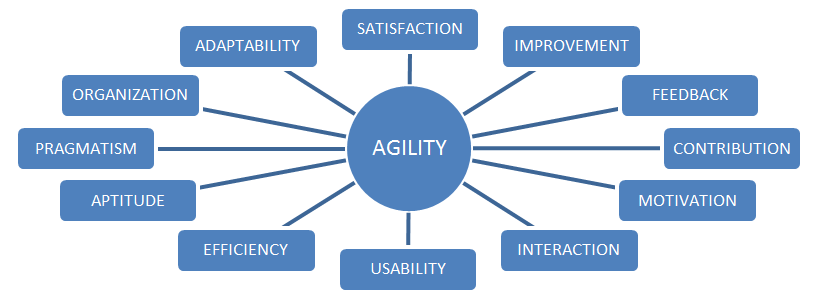 SATISFACTION
ADAPTABILITY
IMPROVEMENT
ORGANIZATION
FEEDBACK
PRAGMATISM
AGILITY
CONTRIBUTION
APTITUDE
MOTIVATION
EFFICIENCY
INTERACTION
USABILITY